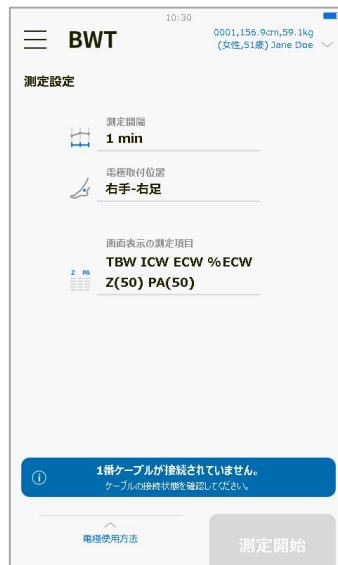 10:30
BWT
0001,156.9cm,59.1kg
(女性,51歳) Jane Doe
測定設定
測定間隔
1 min
電極取付位置
右手-右足
画面表示の測定項目
TBW ICW ECW %ECW
Z(50) PA(50)
Z PA
1番ケーブルが接続されていません。
ケーブルの接続状態を確認してください。
電極使用方法
測定開始